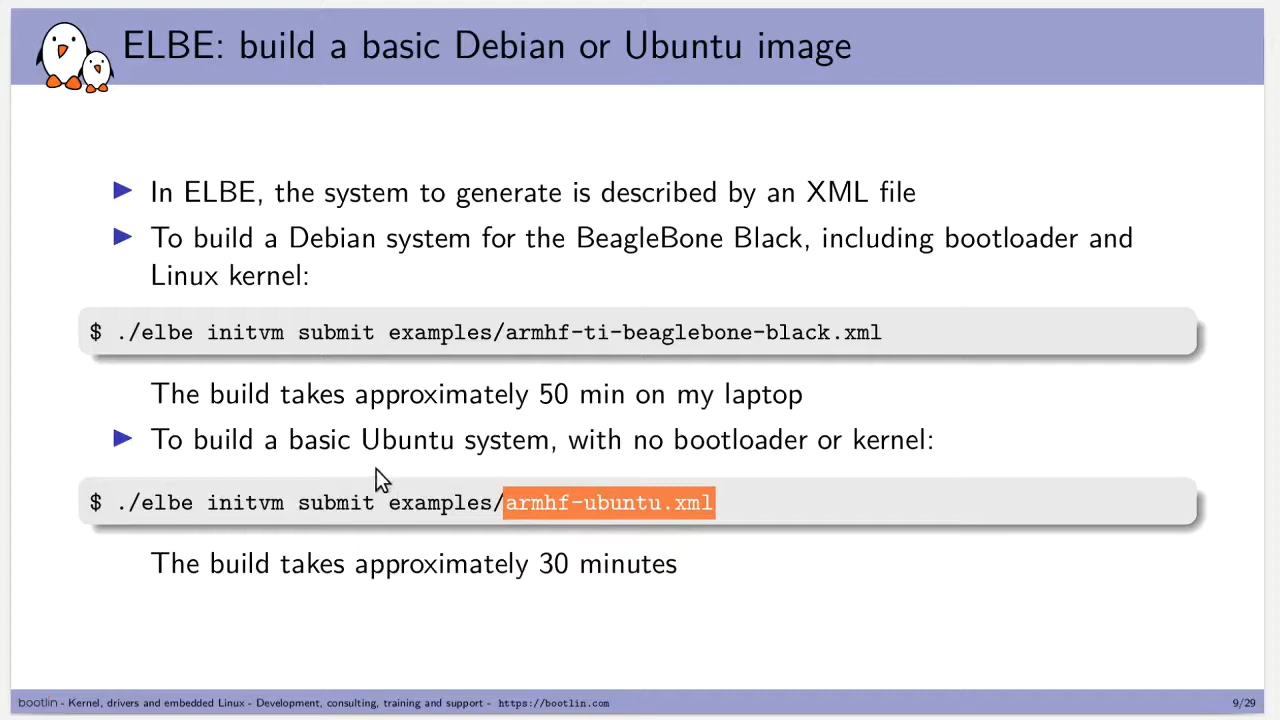 ELBE: build a basic Debian or Ubuntu image
In ELBE, the system to generate is described by an XML file
To build a Debian system for the BeagleBone Black, including bootloader and
Linux kernel:
$ ./elbe initvm submit examples/armhf-ti-beaglebone-black.xml
The build takes approximately 50 min on my laptop
To build a basic Ubuntu system, with no bootloader or kernel:
$ ./elbe initvm submit examples/armhf-ubuntu.xml
The build takes approximately 30 minutes
bootlin - Kernel, drivers and embedded Linux - Development, consulting, training and support - https://bootlin.com 9/29